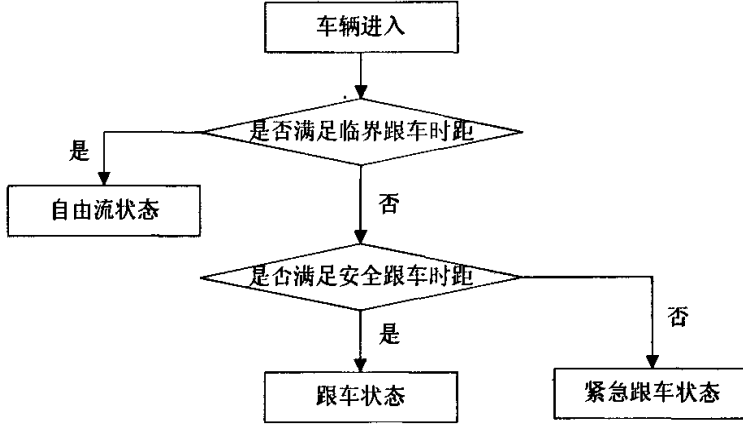 车辆进入
是否满足临界跟车时距
是
自由流状态
否
是否满足安全跟车时距
否
是
跟车状态
紧急跟车状态